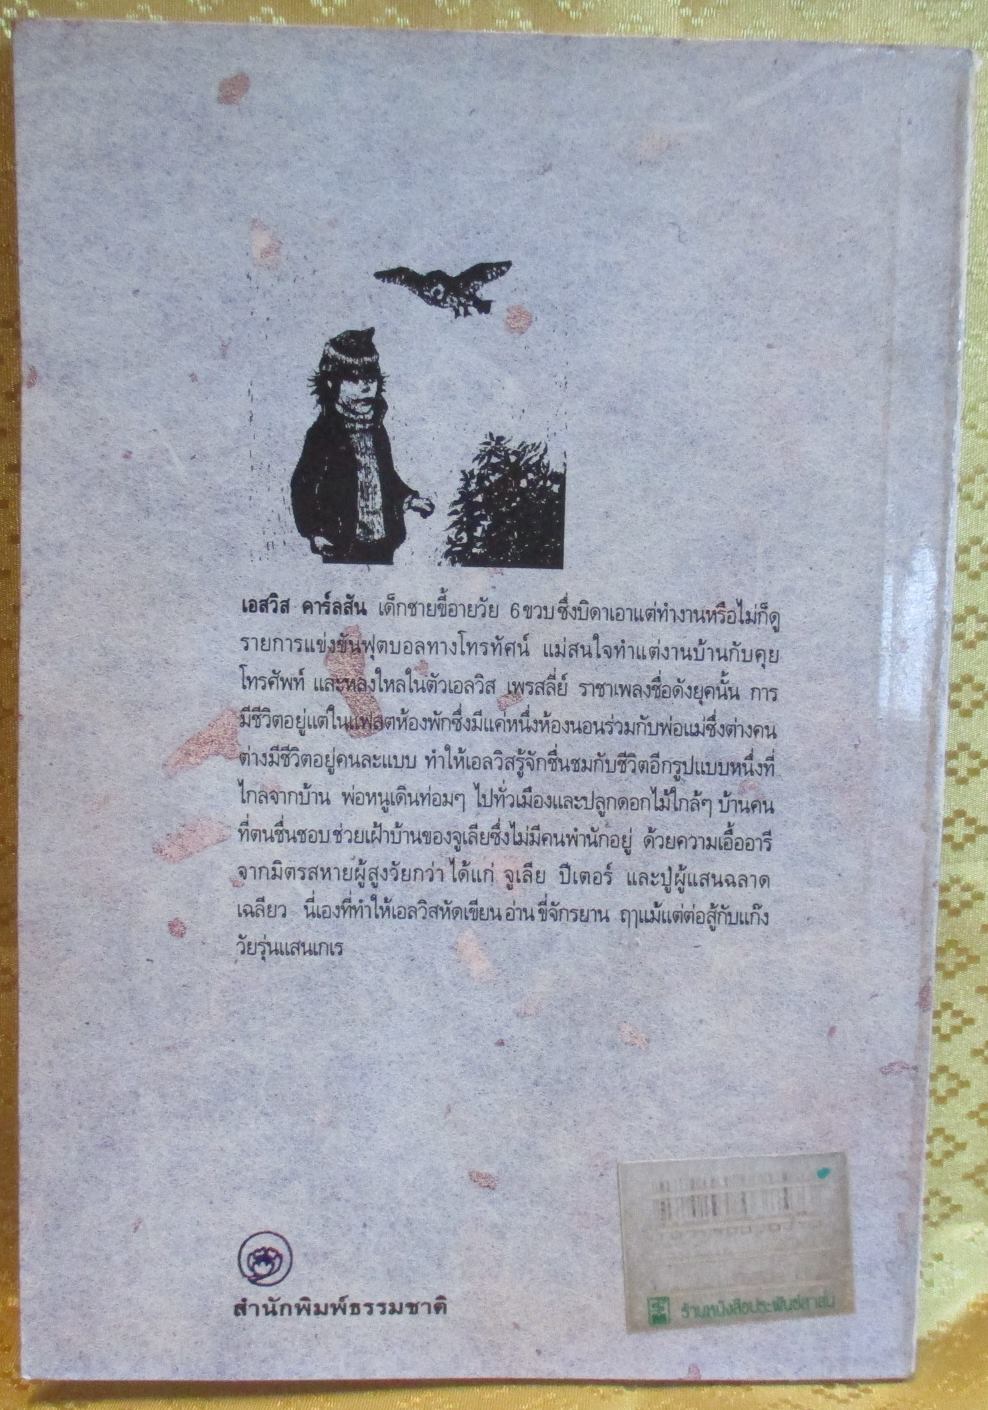 เอสวิส คาร์ลสัน เด็กชายขี้อายวัย 6 ขวบ ซึ่งบิดาเอาแต่ทำงานหรือไม่ก็ดู
รายการแข่งขันฟุตบอลทางโทรทัศน์ แม่สนใจทำแต่งานบ้านกับคุย
โทรศัพท์ และหลงใหลในตัวเอลวิส เพรสลี่ย์ ราชาเพลงชื่อดังยุคนั้น การ
มีชีวิตอยู่แต่ในแฟลตห้องพักซึ่งมีแค่หนึ่งห้องนอนร่วมกับพ่อแม่ซึ่งต่างคน
ต่างมีชีวิตอยู่คนละแบบ ทำให้เอลวิสรู้จักชื่นชมกับชีวิตอีกรูปแบบหนึ่งที่
ไกลจากบ้าน พ่อหนูเดินท่อมๆ ไปทั่วเมืองและปลูกดอกไม้ใกล้ๆ บ้านคน
ที่ตนชื่นชอบ ช่วยเฝ้าบ้านของจูเลียซึ่งไม่มีคนพำนักอยู่ ด้วยความเอื้ออารี
จากมิตรสหายผู้สูงวัยกว่า ได้แก่ จูเลีย ปีเตอร์ และปู่ผู้แสนฉลาด
เฉลียว นี่เองที่ทำให้เอลวิสหัดเขียน อ่าน ขี่จักรยาน ฤๅแม้แต่ต่อสู้กับแก๊ง
วัยรุ่นแสนเกเร
สำนักพิมพ์ธรรมชาติ
ร้านหนังสือประพันธ์สาส์น